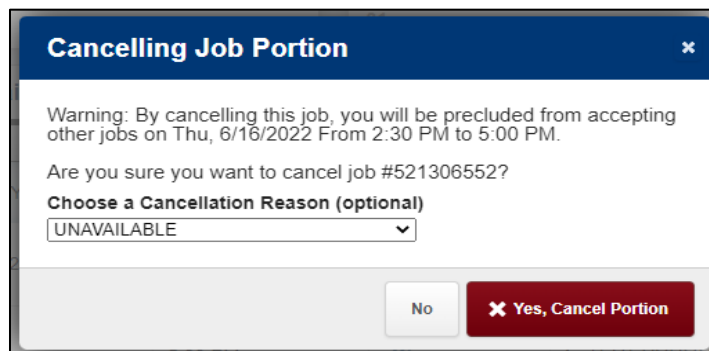 Cancelling Job Portion
Warning: By cancelling this job, you will be precluded from accepting
other jobs on Thu, 6/16/2022 From 2:30 PM to 5:00 PM.
Are you sure you want to cancel job #521306552?
Choose a Cancellation Reason (optional)
UNAVAILABLE
No
Yes, Cancel Portion